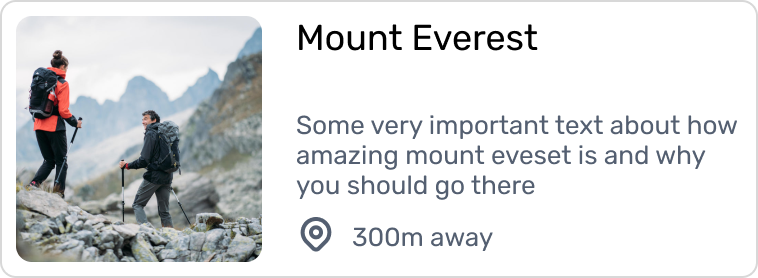 Mount Everest
Some very important text about how
amazing mount eveset is and why
you should go there
300m away